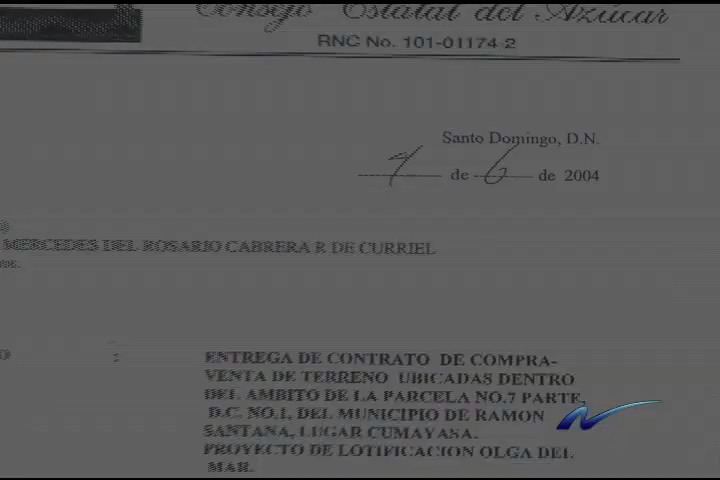 Consejo Estatal del Azúcar
RNC No. 101-01174-2
Santo Domingo, D.N.
4 de 6 de 2004
MERCEDES DEL ROSARIO CABRERA R DE CURRIEL
: ENTREGA DE CONTRATO DE COMPRA-
VENTA DE TERRENO UBICADAS DENTRO
DEL AMBITO DE LA PARCELA NO.7 PARTE,
D.C. NO.1, DEL MUNICIPIO DE RAMON
SANTANA, LUGAR CUMAYASA.
PROYECTO DE LOTIFICACION OLGA DEL
MAR.